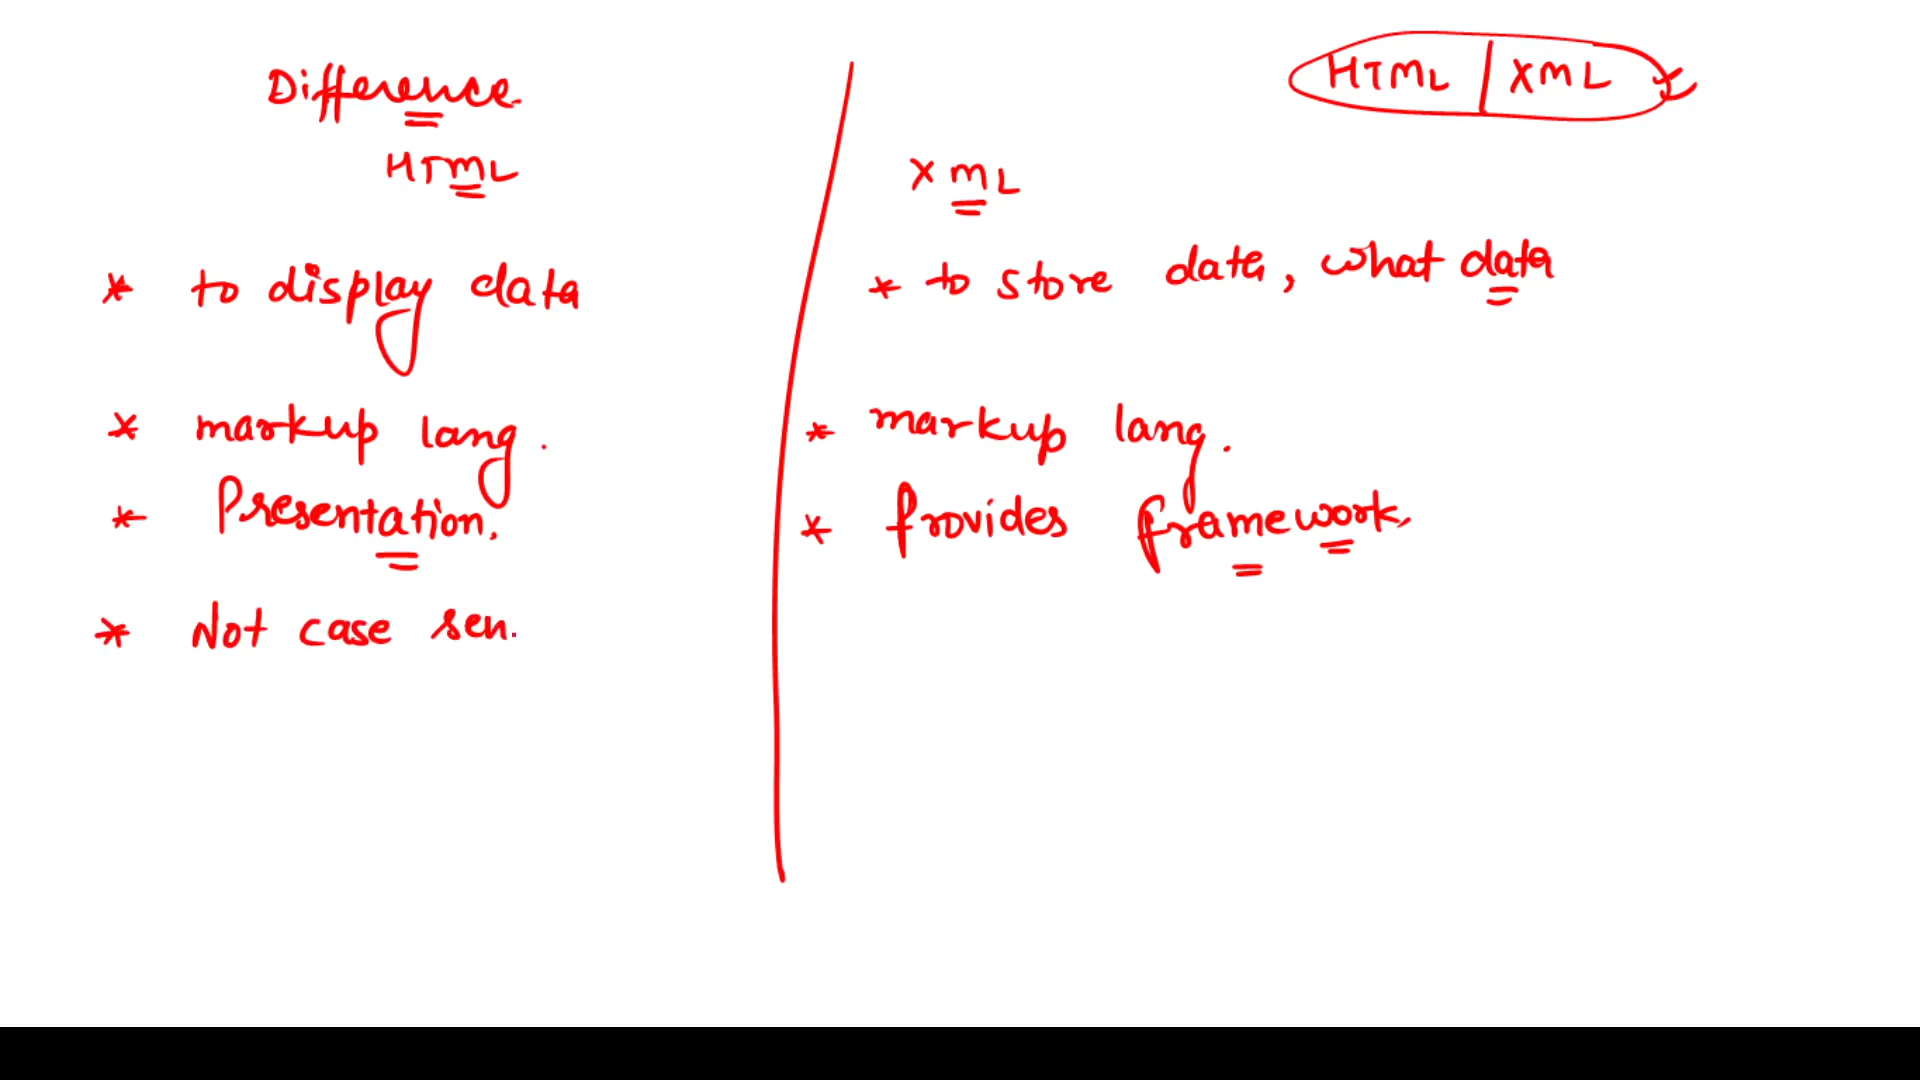 Difference
HTML | XML
HTML
XML
* to display data
* to store data, what data
* markup lang.
* markup lang.
* Presentation.
* Provides framework.
* Not case sen.